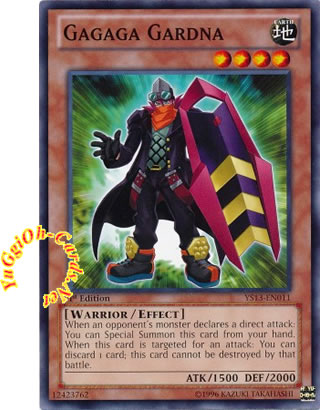 GAGAGA GARDNA
EARTH
地
YuGgiOh-Cards.Net
1st Edition
YS13-EN011
[WARRIOR / EFFECT]
When an opponent's monster declares a direct attack:
You can Special Summon this card from your hand.
When this card is targeted for an attack: You can
discard 1 card; this card cannot be destroyed by that
battle.
ATK/1500 DEF/2000
12423762
©1996 KAZUKI TAKAHASHI